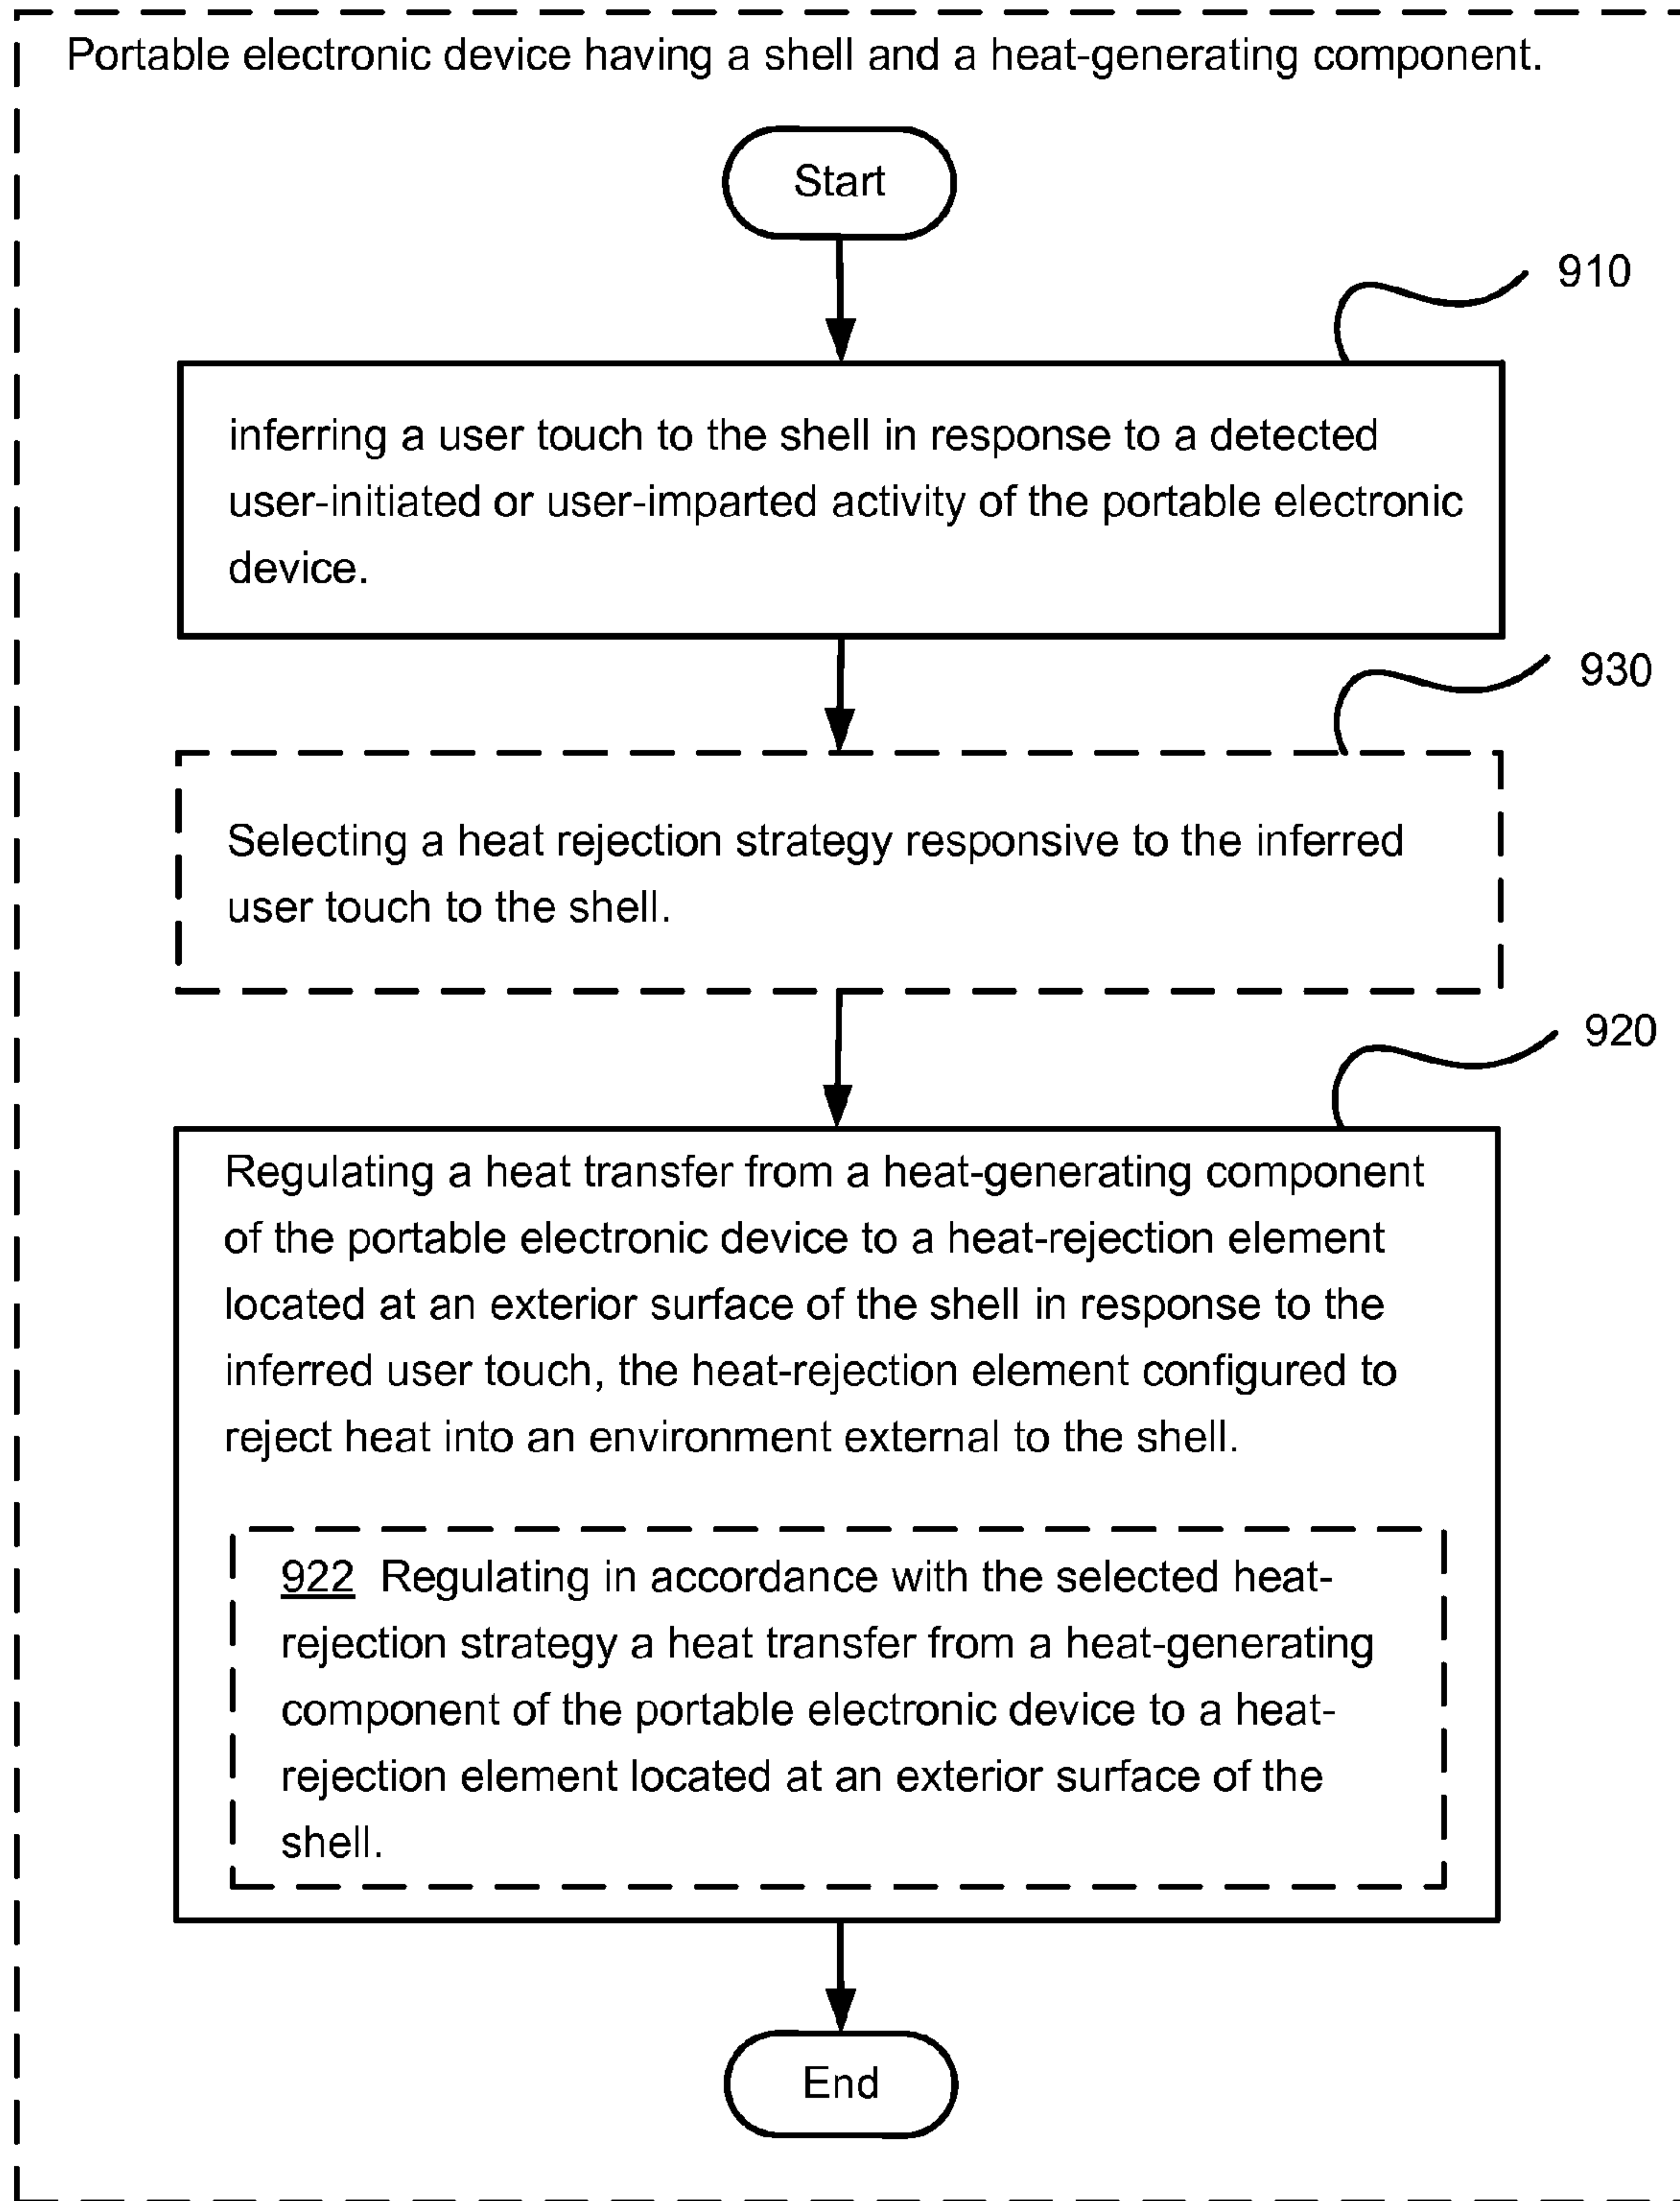 Portable electronic device having a shell and a heat-generating component.
Start
910
inferring a user touch to the shell in response to a detected
user-initiated or user-imparted activity of the portable electronic
device.
930
Selecting a heat rejection strategy responsive to the inferred
user touch to the shell.
920
Regulating a heat transfer from a heat-generating component
of the portable electronic device to a heat-rejection element
located at an exterior surface of the shell in response to the
inferred user touch, the heat-rejection element configured to
reject heat into an environment external to the shell.
922 Regulating in accordance with the selected heat-
rejection strategy a heat transfer from a heat-generating
component of the portable electronic device to a heat-
rejection element located at an exterior surface of the
shell.
End